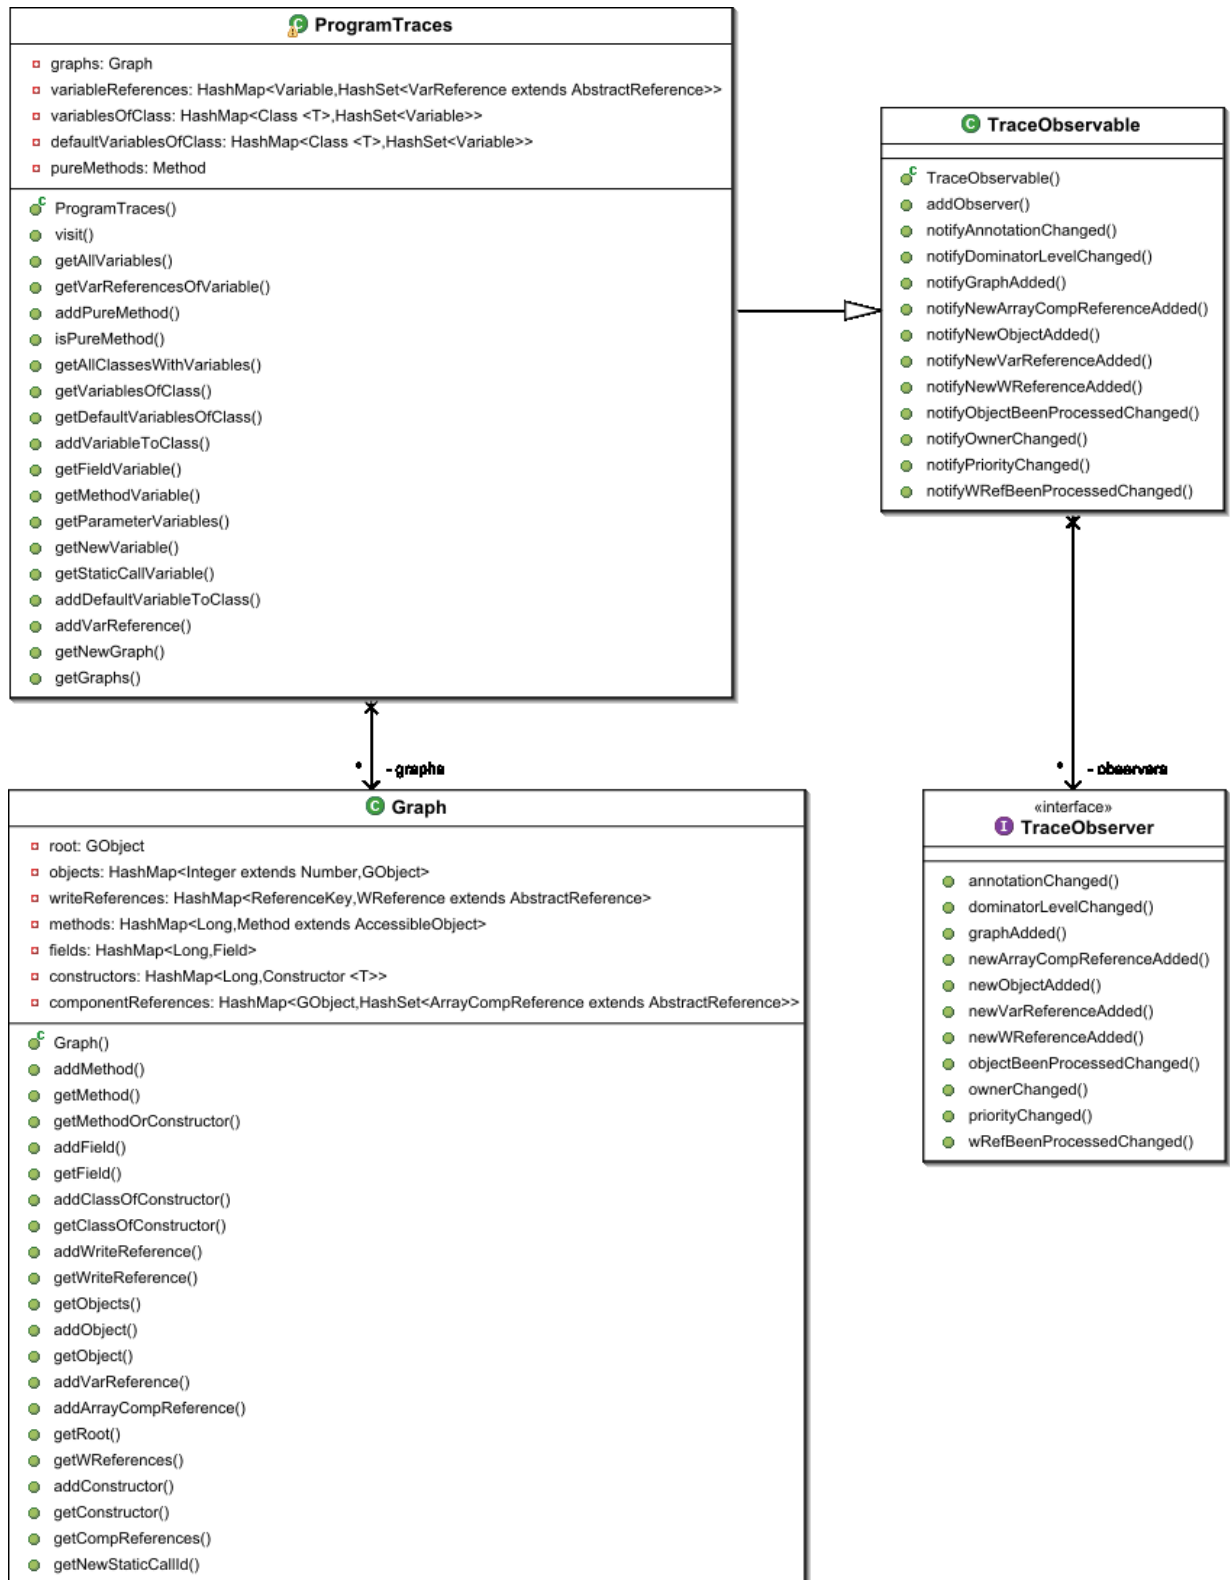 ProgramTraces
graphs: Graph
variableReferences: HashMap<Variable,HashSet<VarReference extends AbstractReference>>
variablesOfClass: HashMap<Class <T>,HashSet<Variable>>
defaultVariablesOfClass: HashMap<Class <T>,HashSet<Variable>>
pureMethods: Method
ProgramTraces()
visit()
getAllVariables()
getVarReferencesOfVariable()
addPureMethod()
isPureMethod()
getAllClassesWithVariables()
getVariablesOfClass()
getDefaultVariablesOfClass()
addVariableToClass()
getFieldVariable()
getMethodVariable()
getParameterVariables()
getNewVariable()
getStaticCallVariable()
addDefaultVariableToClass()
addVarReference()
getNewGraph()
getGraphs()
TraceObservable
TraceObservable()
addObserver()
notifyAnnotationChanged()
notifyDominatorLevelChanged()
notifyGraphAdded()
notifyNewArrayCompReferenceAdded()
notifyNewObjectAdded()
notifyNewVarReferenceAdded()
notifyNewWReferenceAdded()
notifyObjectBeenProcessedChanged()
notifyOwnerChanged()
notifyPriorityChanged()
notifyWRefBeenProcessedChanged()
* - graphs
* - observers
Graph
root: GObject
objects: HashMap<Integer extends Number,GObject>
writeReferences: HashMap<ReferenceKey,WReference extends AbstractReference>
methods: HashMap<Long,Method extends AccessibleObject>
fields: HashMap<Long,Field>
constructors: HashMap<Long,Constructor <T>>
componentReferences: HashMap<GObject,HashSet<ArrayCompReference extends AbstractReference>>
Graph()
addMethod()
getMethod()
getMethodOrConstructor()
addField()
getField()
addClassOfConstructor()
getClassOfConstructor()
addWriteReference()
getWriteReference()
getObjects()
addObject()
getObject()
addVarReference()
addArrayCompReference()
getRoot()
getWReferences()
addConstructor()
getConstructor()
getCompReferences()
getNewStaticCallId()
«interface»
TraceObserver
annotationChanged()
dominatorLevelChanged()
graphAdded()
newArrayCompReferenceAdded()
newObjectAdded()
newVarReferenceAdded()
newWReferenceAdded()
objectBeenProcessedChanged()
ownerChanged()
priorityChanged()
wRefBeenProcessedChanged()